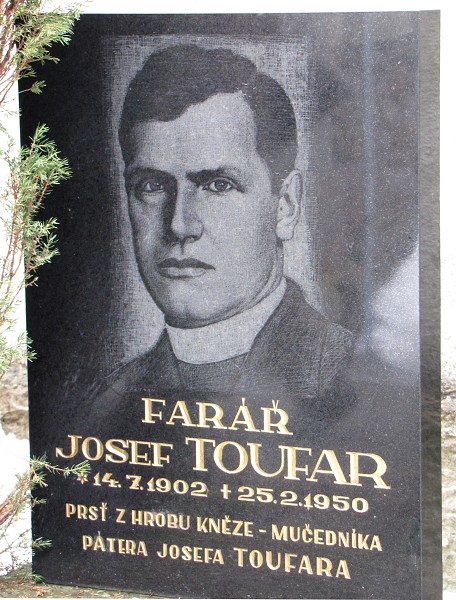 FARÁŘ
JOSEF TOUFAR
* 14. 7. 1902 † 25.2.1950
PRSŤ Z HROBU KNĚZE - MUČEDNÍKA
PÁTERA JOSEFA TOUFARA